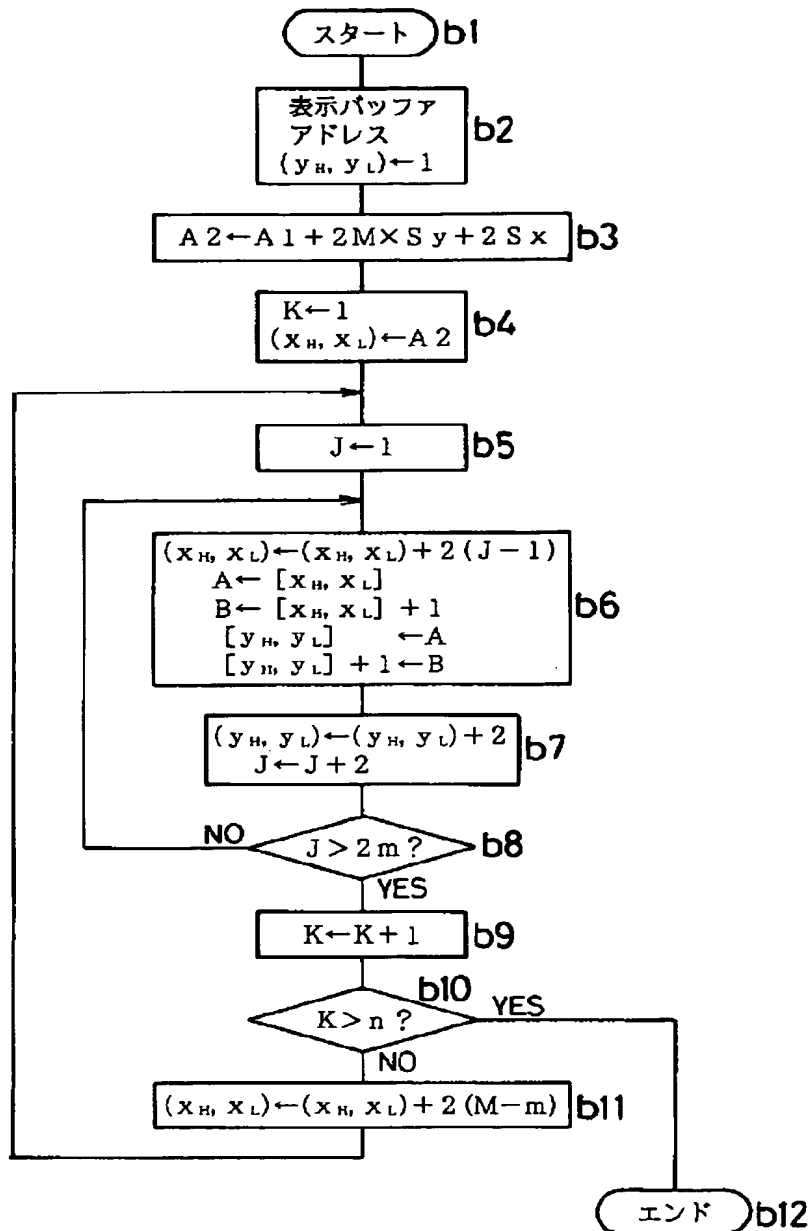 スタート b1
表示バッファ
アドレス
(yH, yL)←1 b2
A2←A1+2M×Sy+2Sx b3
K←1
(xH, xL)←A2 b4
J←1 b5
(xH, xL)←(xH, xL)+2(J−1)
A←[xH, xL]
B←[xH, xL]+1 b6
[yH, yL] ←A
[yH, yL]+1←B
(yH, yL)←(yH, yL)+2 b7
J←J+2
NO J>2m? b8
YES
K←K+1 b9
b10
K>n? YES
NO
(xH, xL)←(xH, xL)+2(M−m) b11
エンド b12